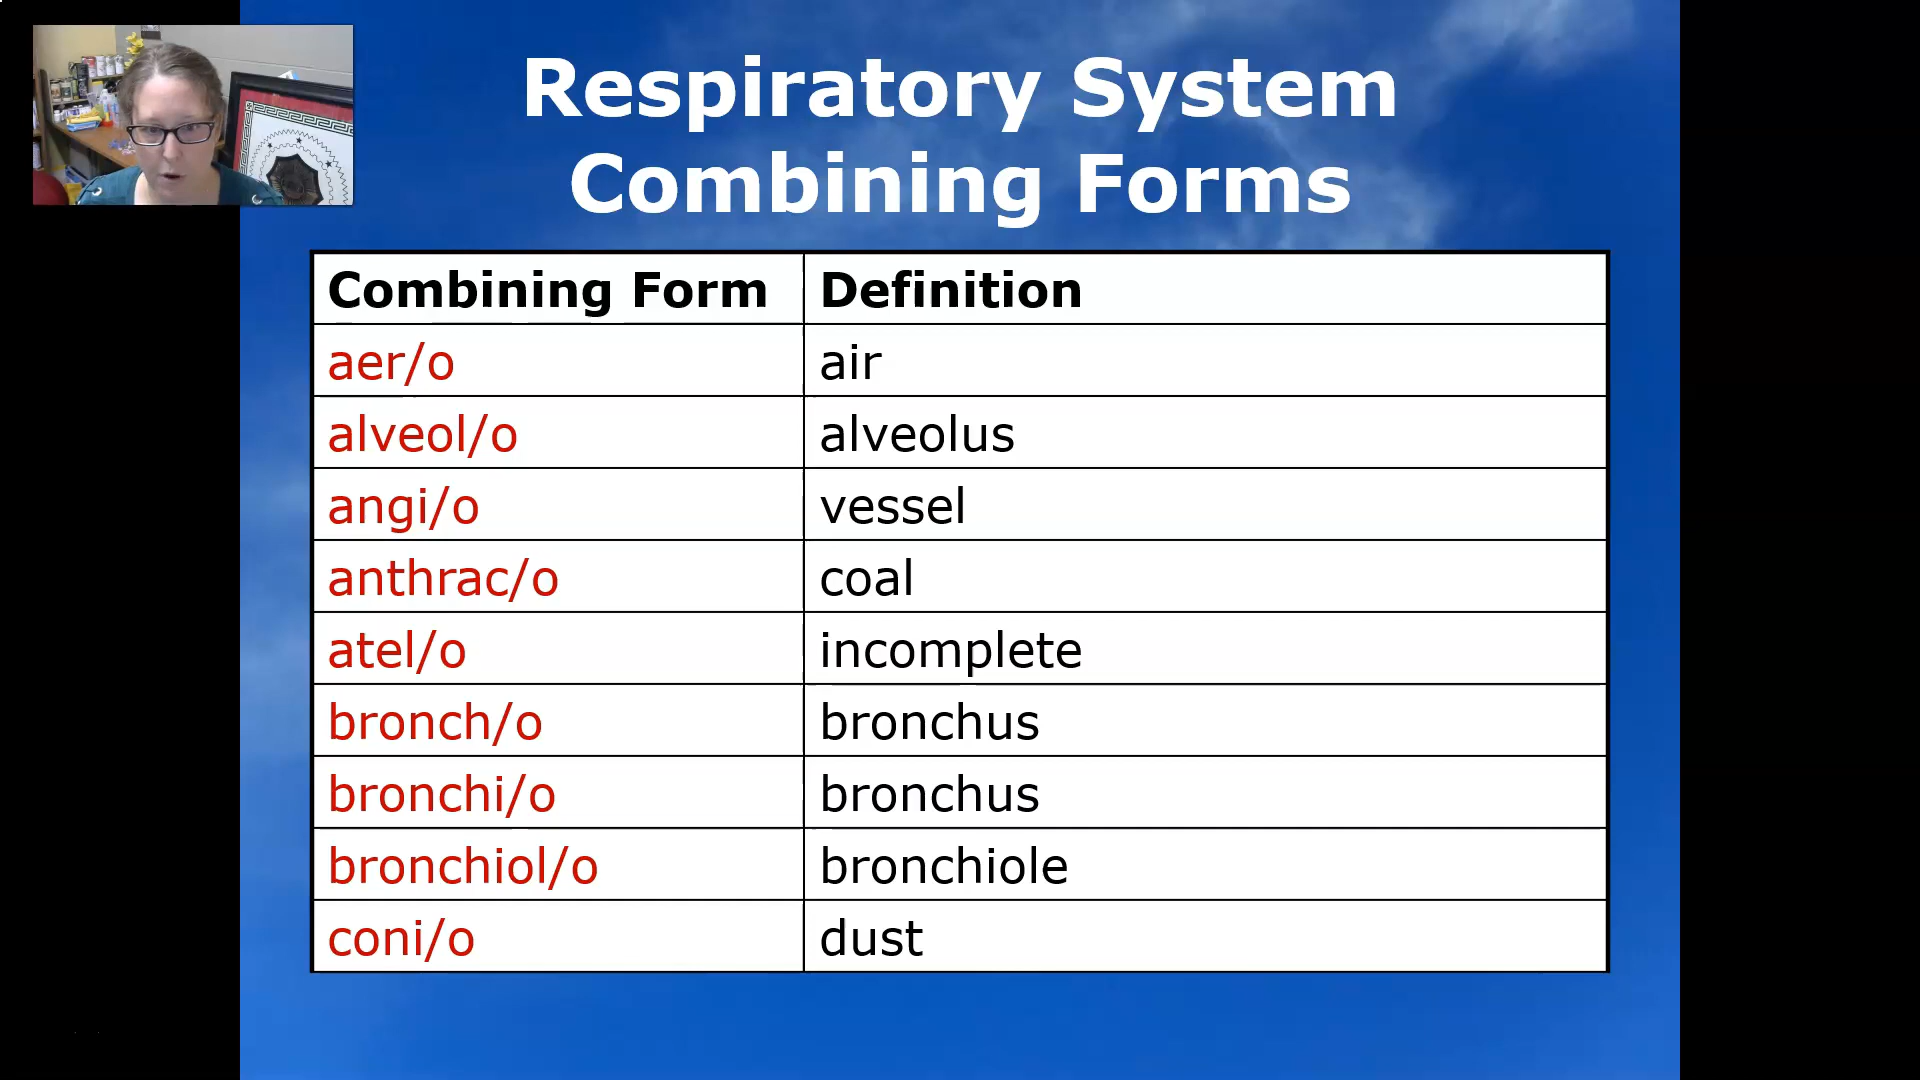 Respiratory System
Combining Forms
Combining Form Definition
aer/o air
alveol/o alveolus
angi/o vessel
anthrac/o coal
atel/o incomplete
bronch/o bronchus
bronchi/o bronchus
bronchiol/o bronchiole
coni/o dust